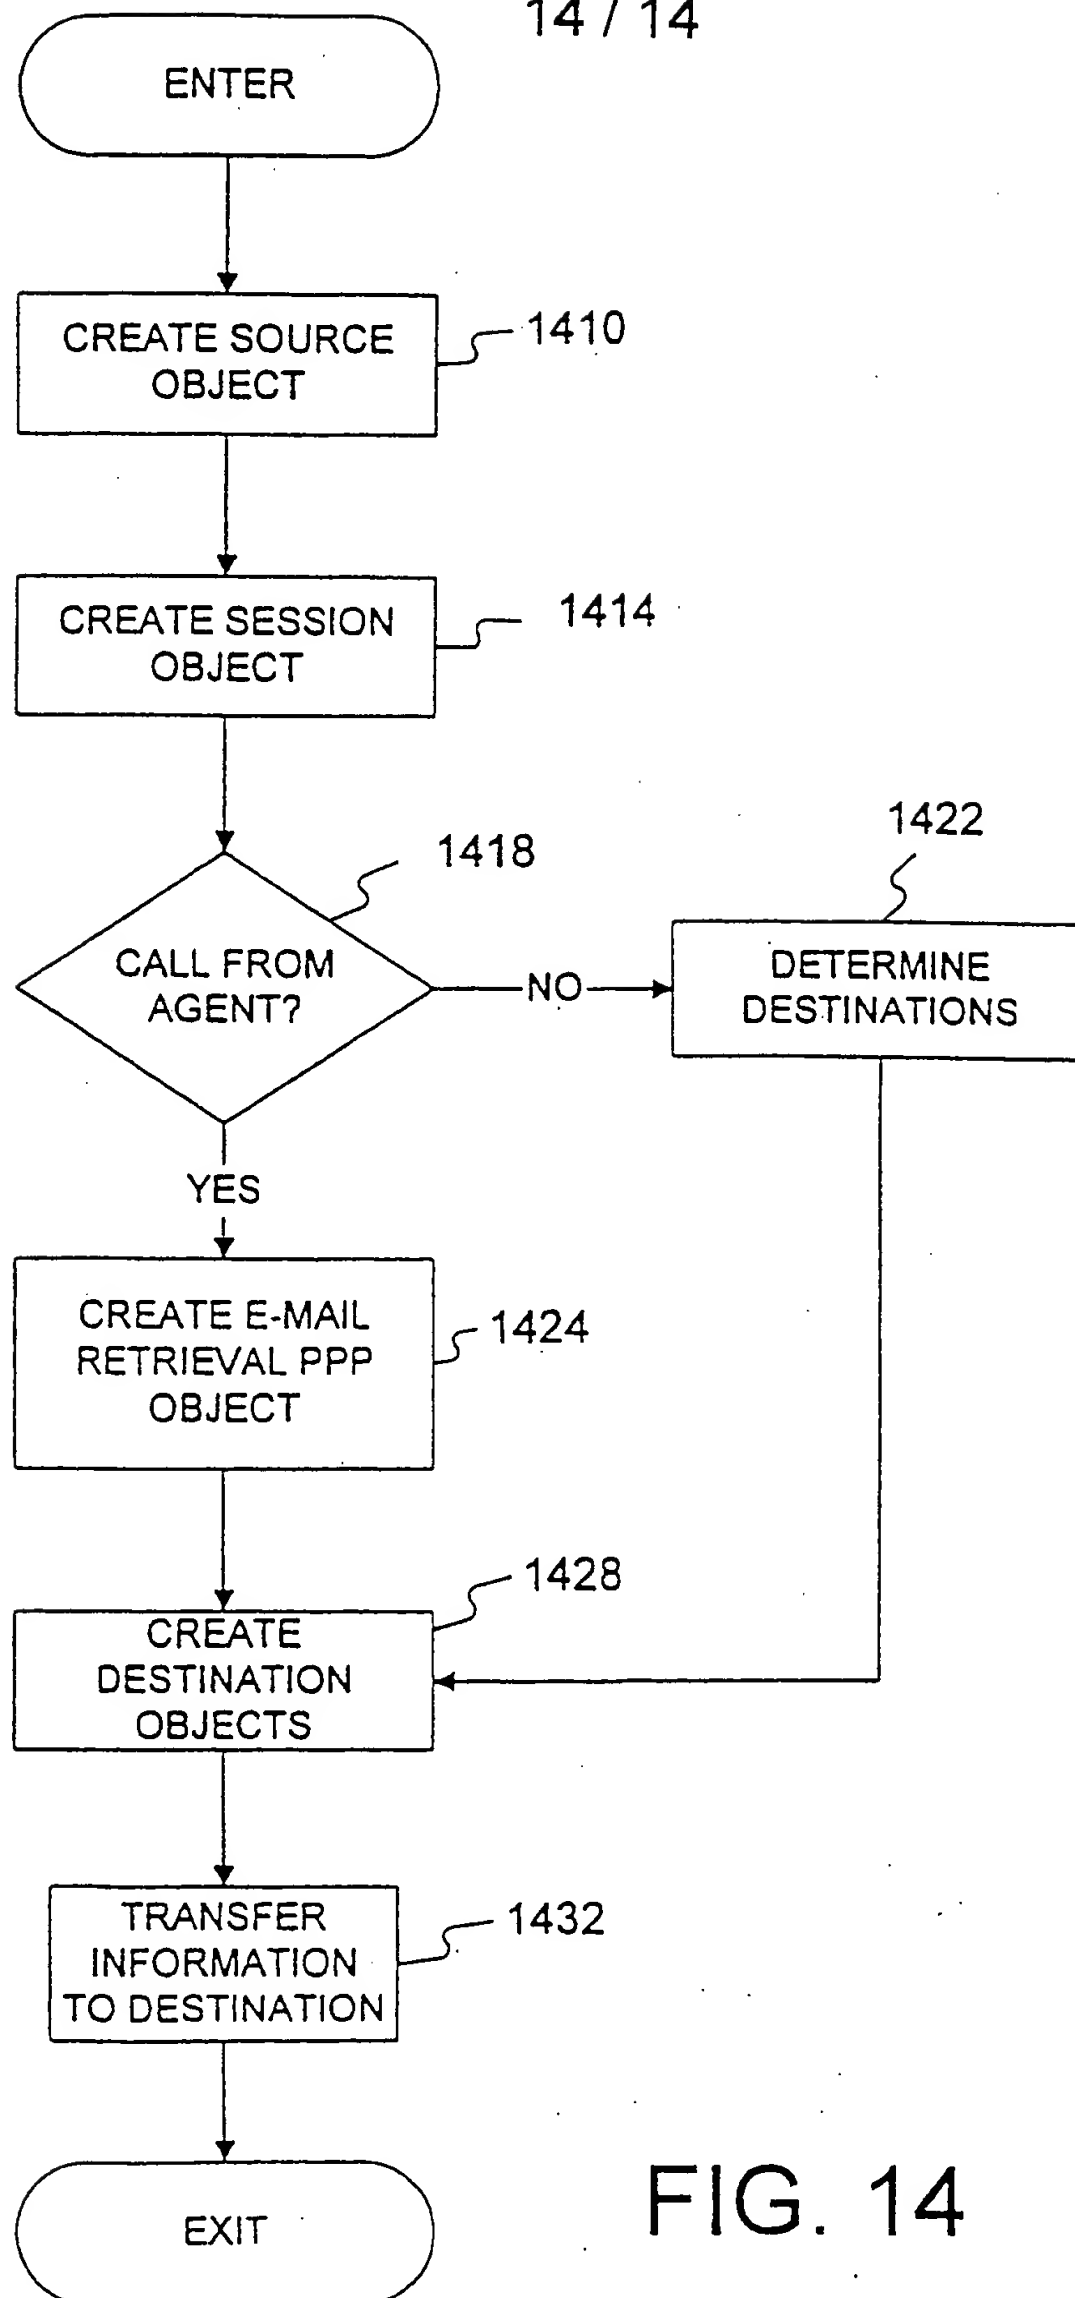 14 / 14
ENTER
CREATE SOURCE
OBJECT
1410
CREATE SESSION
OBJECT
1414
1418
CALL FROM
AGENT?
NO
1422
DETERMINE
DESTINATIONS
YES
CREATE E-MAIL
RETRIEVAL PPP
OBJECT
1424
1428
CREATE
DESTINATION
OBJECTS
TRANSFER
INFORMATION
TO DESTINATION
1432
EXIT
FIG. 14